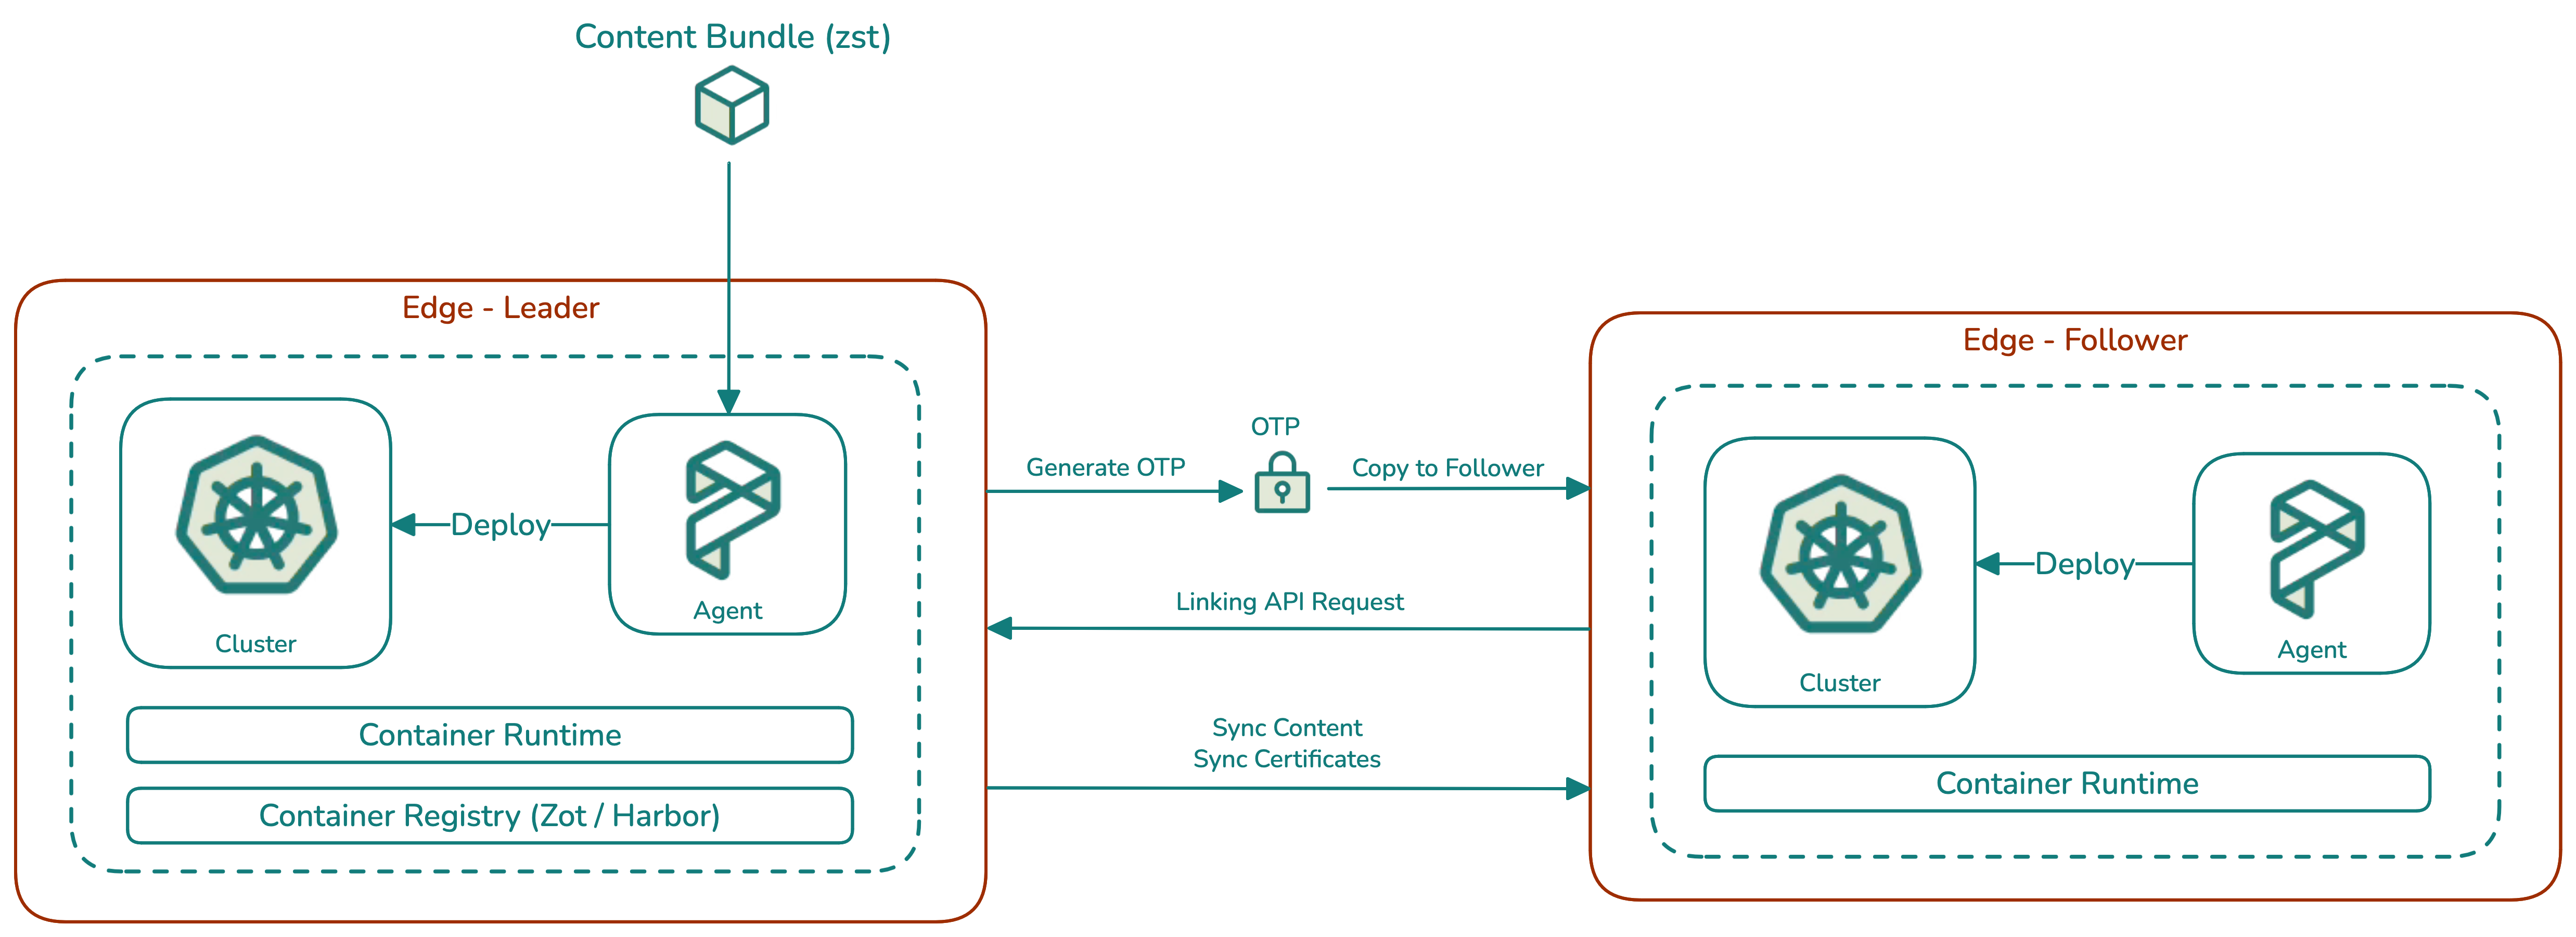 Content Bundle (zst)
Edge - Leader
Deploy
Agent
Cluster
Container Runtime
Container Registry (Zot / Harbor)
OTP
Generate OTP
Copy to Follower
Linking API Request
Sync Content
Sync Certificates
Edge - Follower
Deploy
Agent
Cluster
Container Runtime